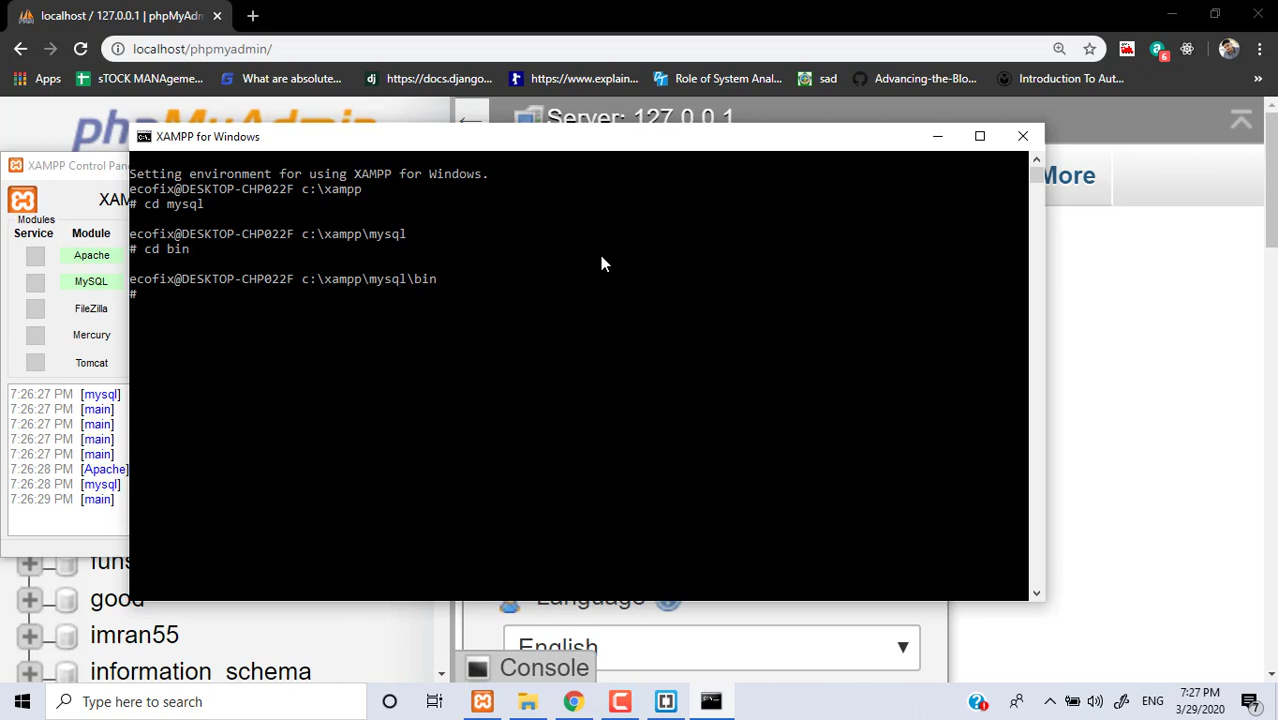 localhost / 127.0.0.1 | phpMyAdm
localhost/phpmyadmin/
6
Apps
sTOCK MANAgeme...
What are absolute...
dj https://docs.django...
https://www.explain...
Role of System Anal...
sad
Advancing-the-Blo...
Introduction To Aut...
»
phpMyAdmin
Server: 127.0.0.1
More
XAMPP for Windows
Setting environment for using XAMPP for Windows.
ecofix@DESKTOP-CHP022F c:\xampp
# cd mysql
ecofix@DESKTOP-CHP022F c:\xampp\mysql
# cd bin
ecofix@DESKTOP-CHP022F c:\xampp\mysql\bin
#
XAMPP Control Pan
XAM
Modules
Service Module
Apache
MySQL
FileZilla
Mercury
Tomcat
7:26:27 PM [mysql]
7:26:27 PM [main]
7:26:27 PM [main]
7:26:27 PM [main]
7:26:27 PM [main]
7:26:28 PM [Apache]
7:26:28 PM [mysql]
7:26:29 PM [main]
good
imran55
information_schema
Language
English
Console
Type here to search
ENG
7:27 PM
3/29/2020
7